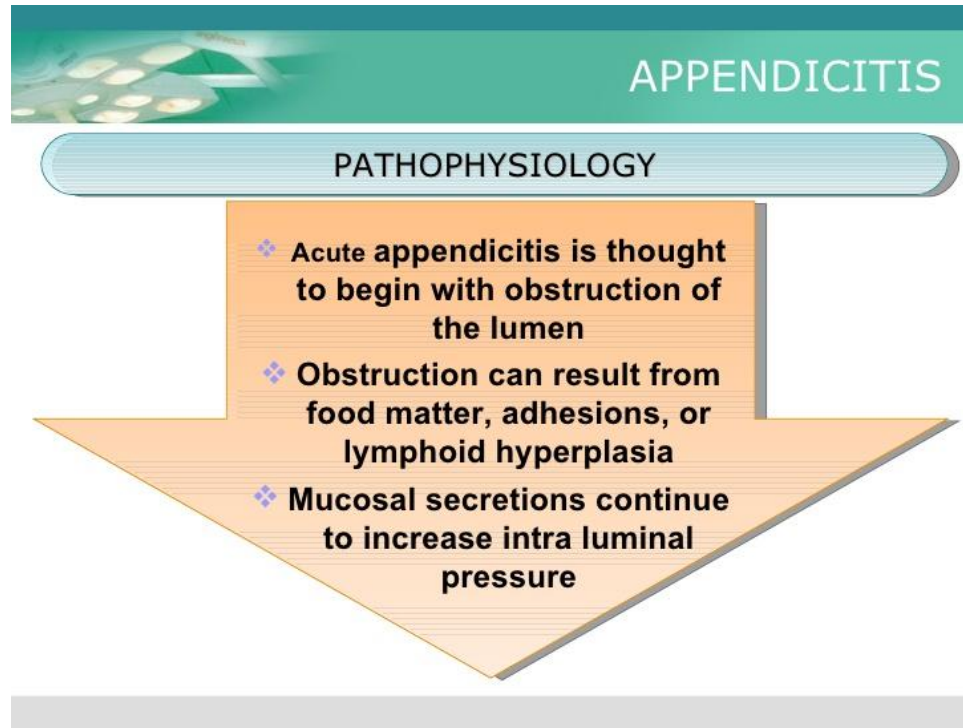 APPENDICITIS
PATHOPHYSIOLOGY
❖ Acute appendicitis is thought
to begin with obstruction of
the lumen
❖ Obstruction can result from
food matter, adhesions, or
lymphoid hyperplasia
❖ Mucosal secretions continue
to increase intra luminal
pressure